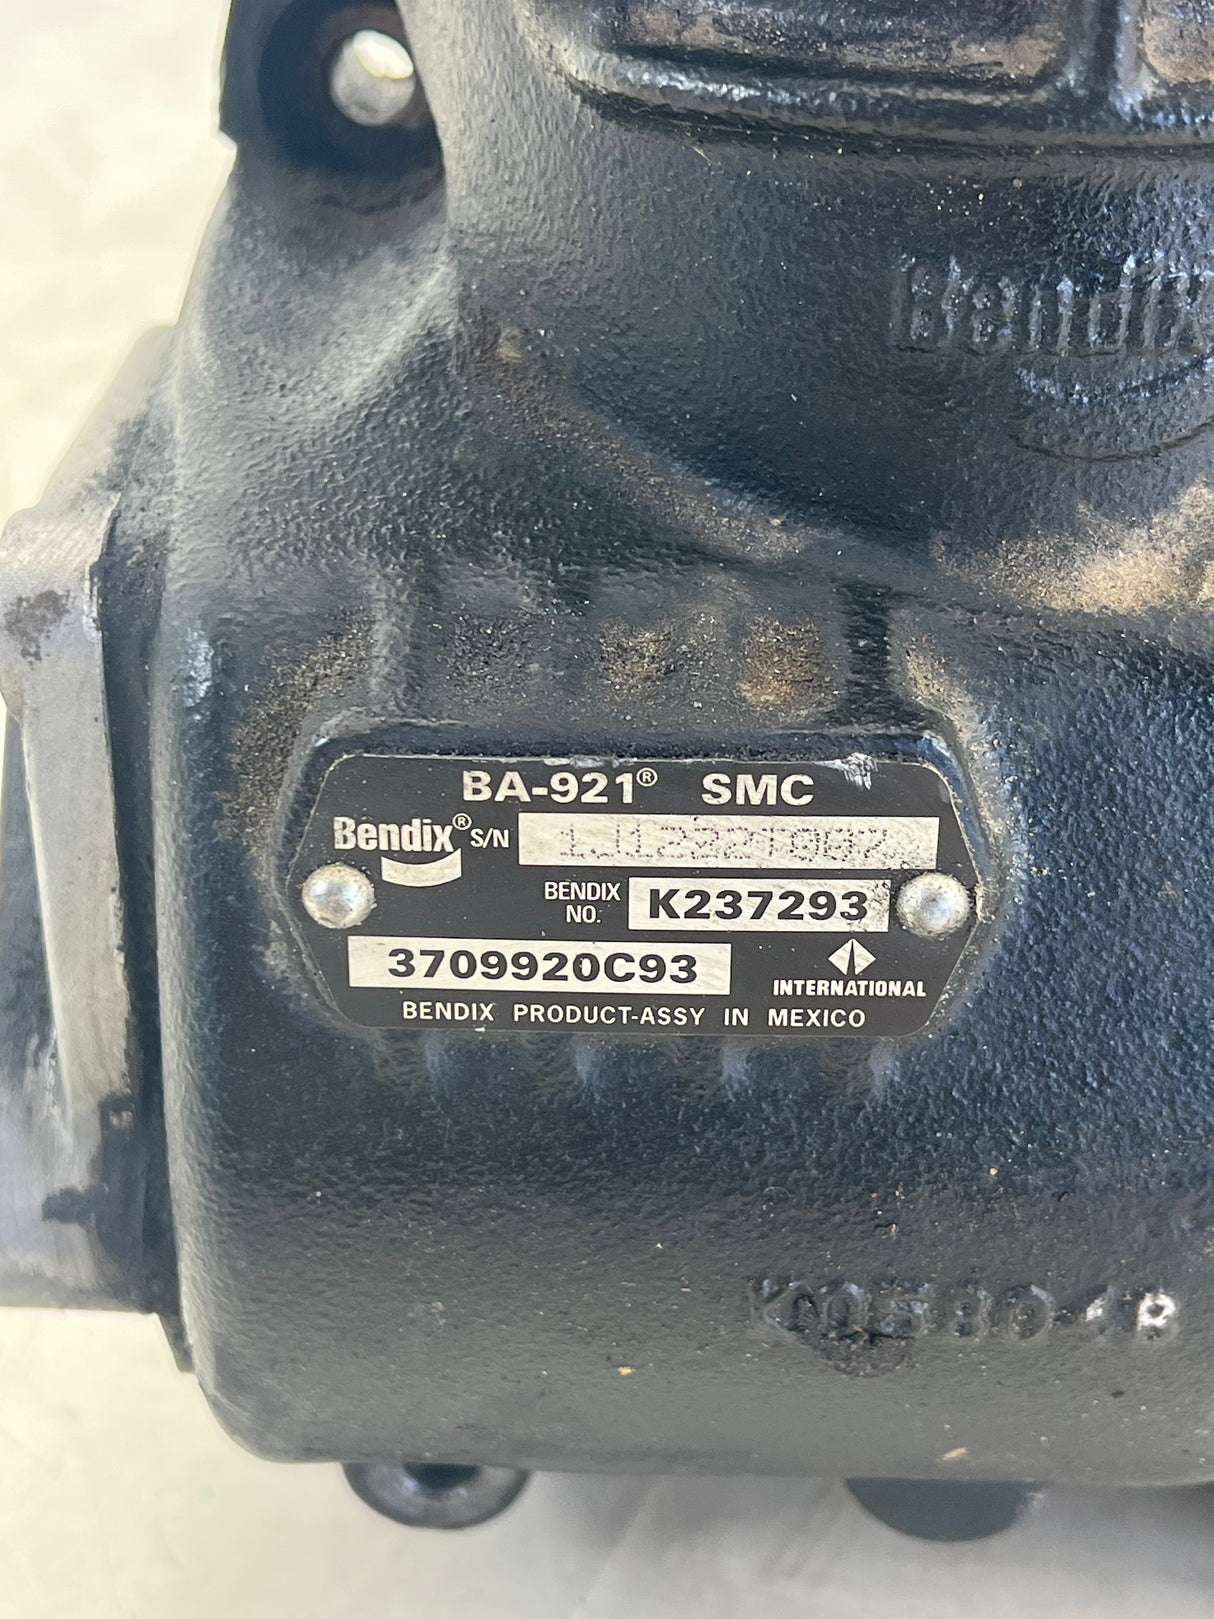 Bendix
BA-921® SMC
Bendix® S/N
BENDIX NO. K237293
3709920C93
INTERNATIONAL
BENDIX PRODUCT-ASSY IN MEXICO